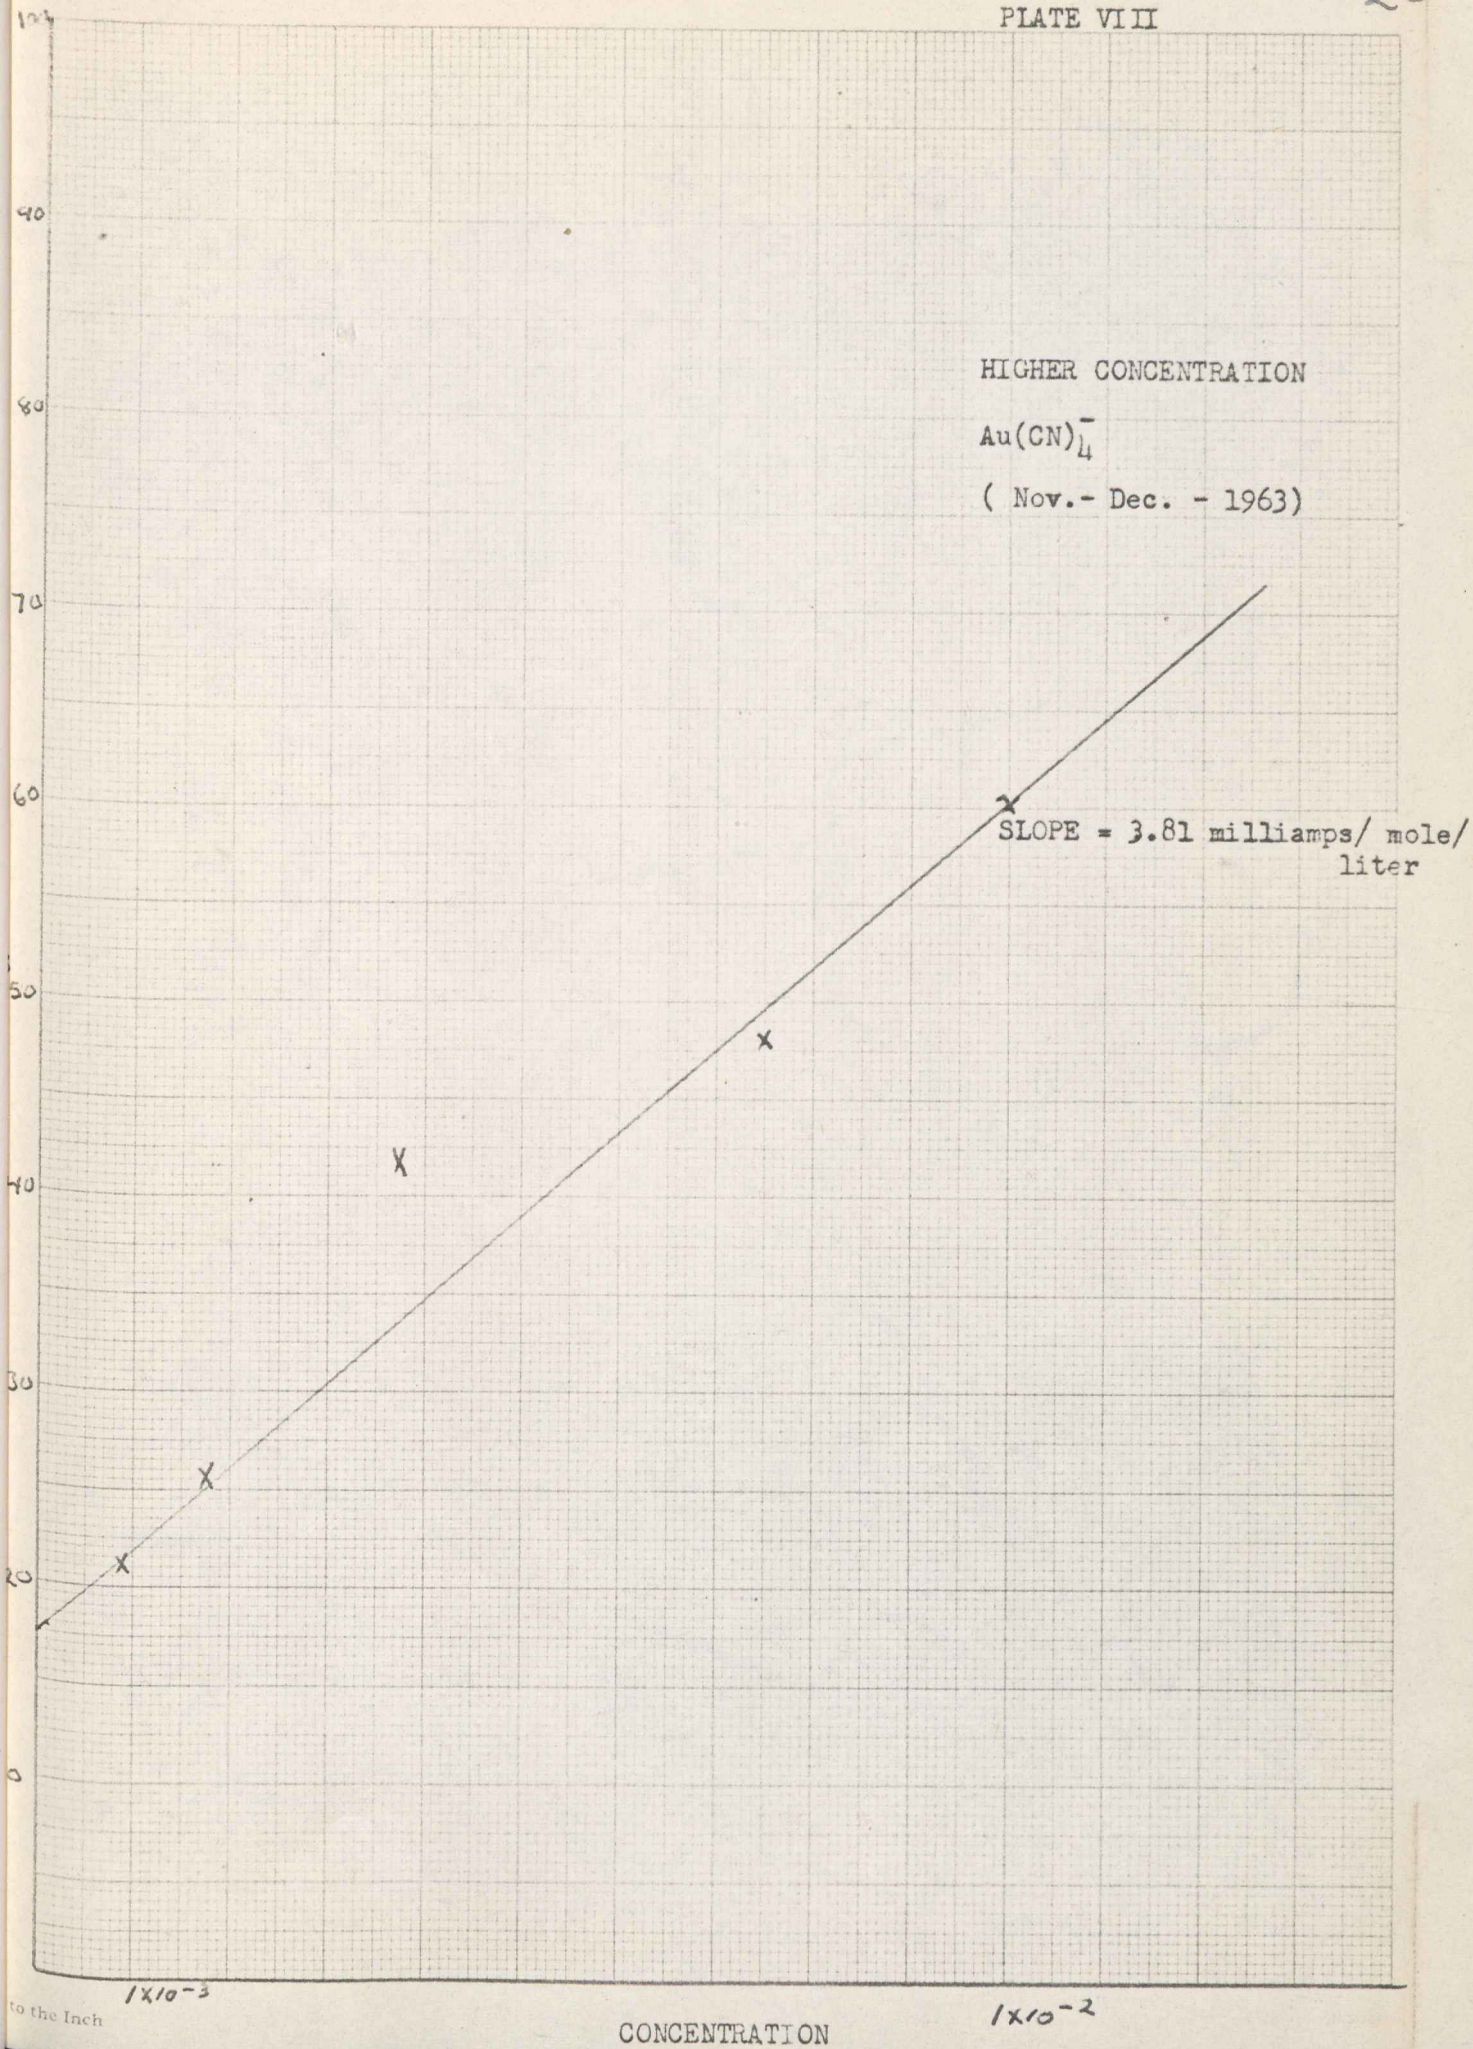 PLATE VIII
90
80
70
60
50
40
30
20
0
HIGHER CONCENTRATION
Au(CN)4-
( Nov.- Dec. - 1963)
SLOPE = 3.81 milliamps/ mole/
liter
1x10-3
1x10-2
to the Inch
CONCENTRATION